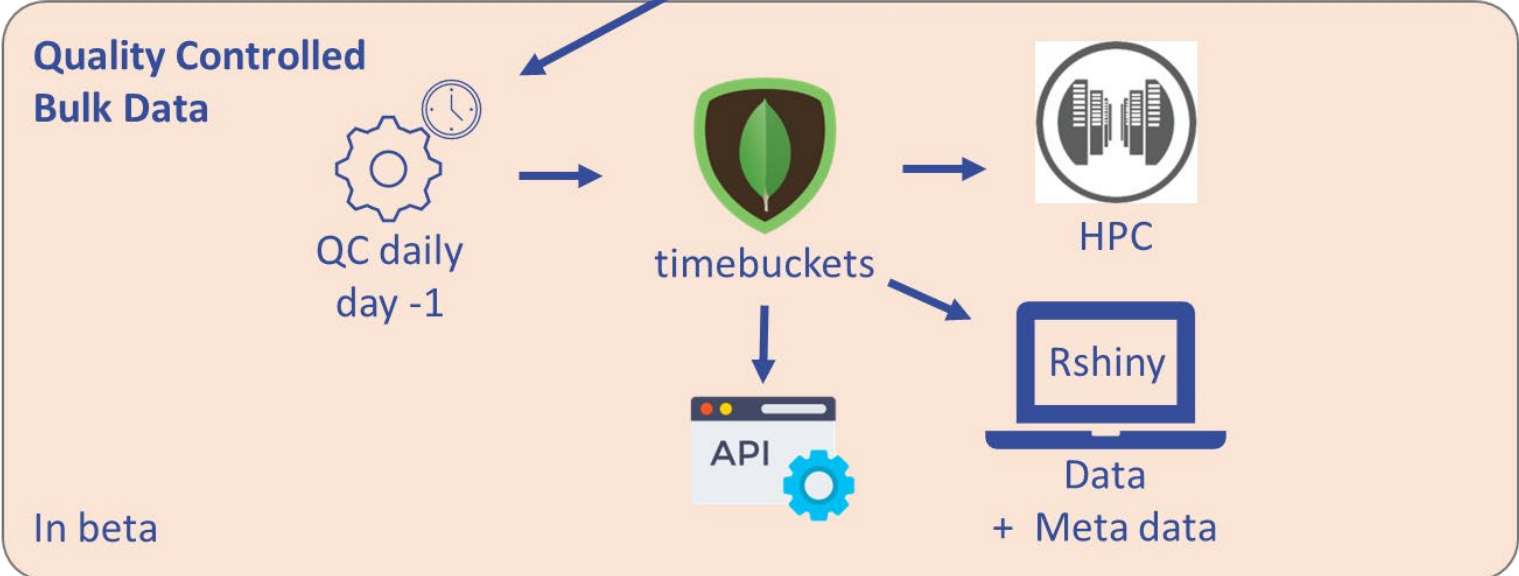 Quality Controlled
Bulk Data
QC daily
day -1
timebuckets
HPC
API
Rshiny
Data
+ Meta data
In beta